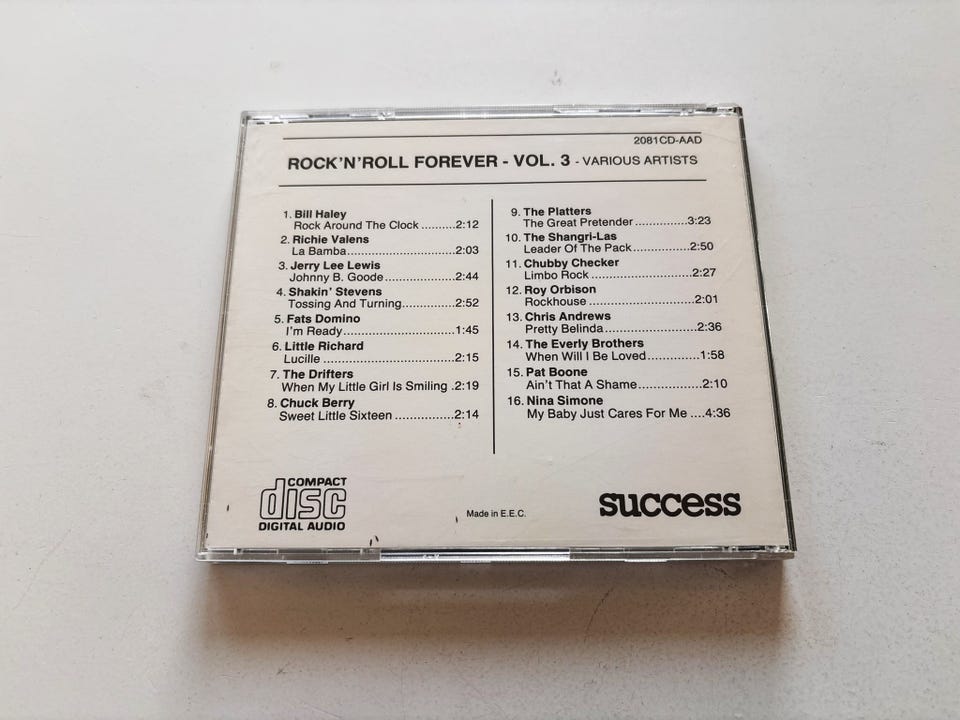 2081CD-AAD
ROCK'N'ROLL FOREVER - VOL. 3 - VARIOUS ARTISTS
1. Bill Haley
Rock Around The Clock ..........2:12
2. Richie Valens
La Bamba............................2:03
3. Jerry Lee Lewis
Johnny B. Goode..................2:44
4. Shakin' Stevens
Tossing And Turning..............2:52
5. Fats Domino
I'm Ready.............................1:45
6. Little Richard
Lucille ...................................2:15
7. The Drifters
When My Little Girl Is Smiling .2:19
8. Chuck Berry
Sweet Little Sixteen ................2:14
9. The Platters
The Great Pretender ..............3:23
10. The Shangri-Las
Leader Of The Pack...............2:50
11. Chubby Checker
Limbo Rock ..........................2:27
12. Roy Orbison
Rockhouse ...........................2:01
13. Chris Andrews
Pretty Belinda........................2:36
14. The Everly Brothers
When Will I Be Loved..............1:58
15. Pat Boone
Ain't That A Shame.................2:10
16. Nina Simone
My Baby Just Cares For Me ....4:36
COMPACT
disc
DIGITAL AUDIO
Made in E.E.C.
success